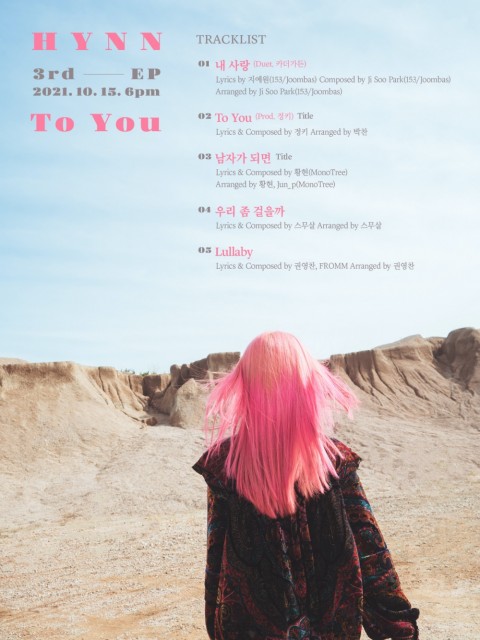 HYNN
3rd EP
2021. 10. 15. 6pm
To You
TRACKLIST
01 내 사랑 (Duet. 카더가든)
Lyrics by 지예원(153/Joombas) Composed by Ji Soo Park(153/Joombas)
Arranged by Ji Soo Park(153/Joombas)
02 To You (Prod. 정키) Title
Lyrics & Composed by 정키 Arranged by 박찬
03 남자가 되면 Title
Lyrics & Composed by 황현(MonoTree)
Arranged by 황현, Jun_p(MonoTree)
04 우리 좀 걸을까
Lyrics & Composed by 스무살 Arranged by 스무살
05 Lullaby
Lyrics & Composed by 권영찬, FROMM Arranged by 권영찬